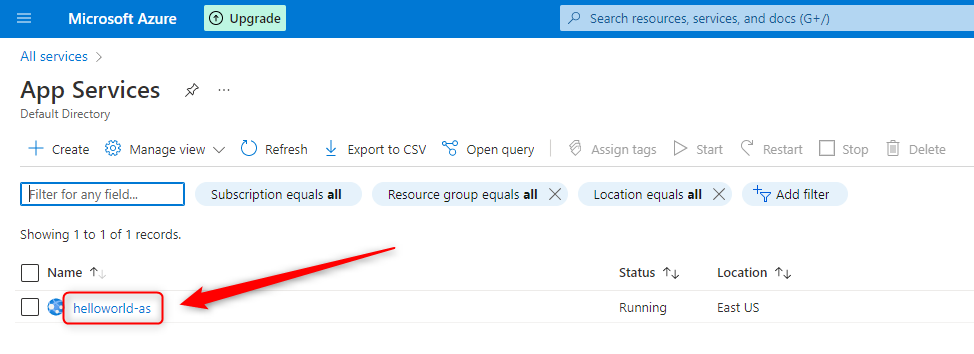 Microsoft Azure Upgrade Search resources, services, and docs (G+/)
All services >
App Services ...
Default Directory
+ Create Manage view Refresh Export to CSV Open query Assign tags Start Restart Stop Delete
Filter for any field... Subscription equals all Resource group equals all Location equals all Add filter
Showing 1 to 1 of 1 records.
Name Status Location
helloworld-as Running East US